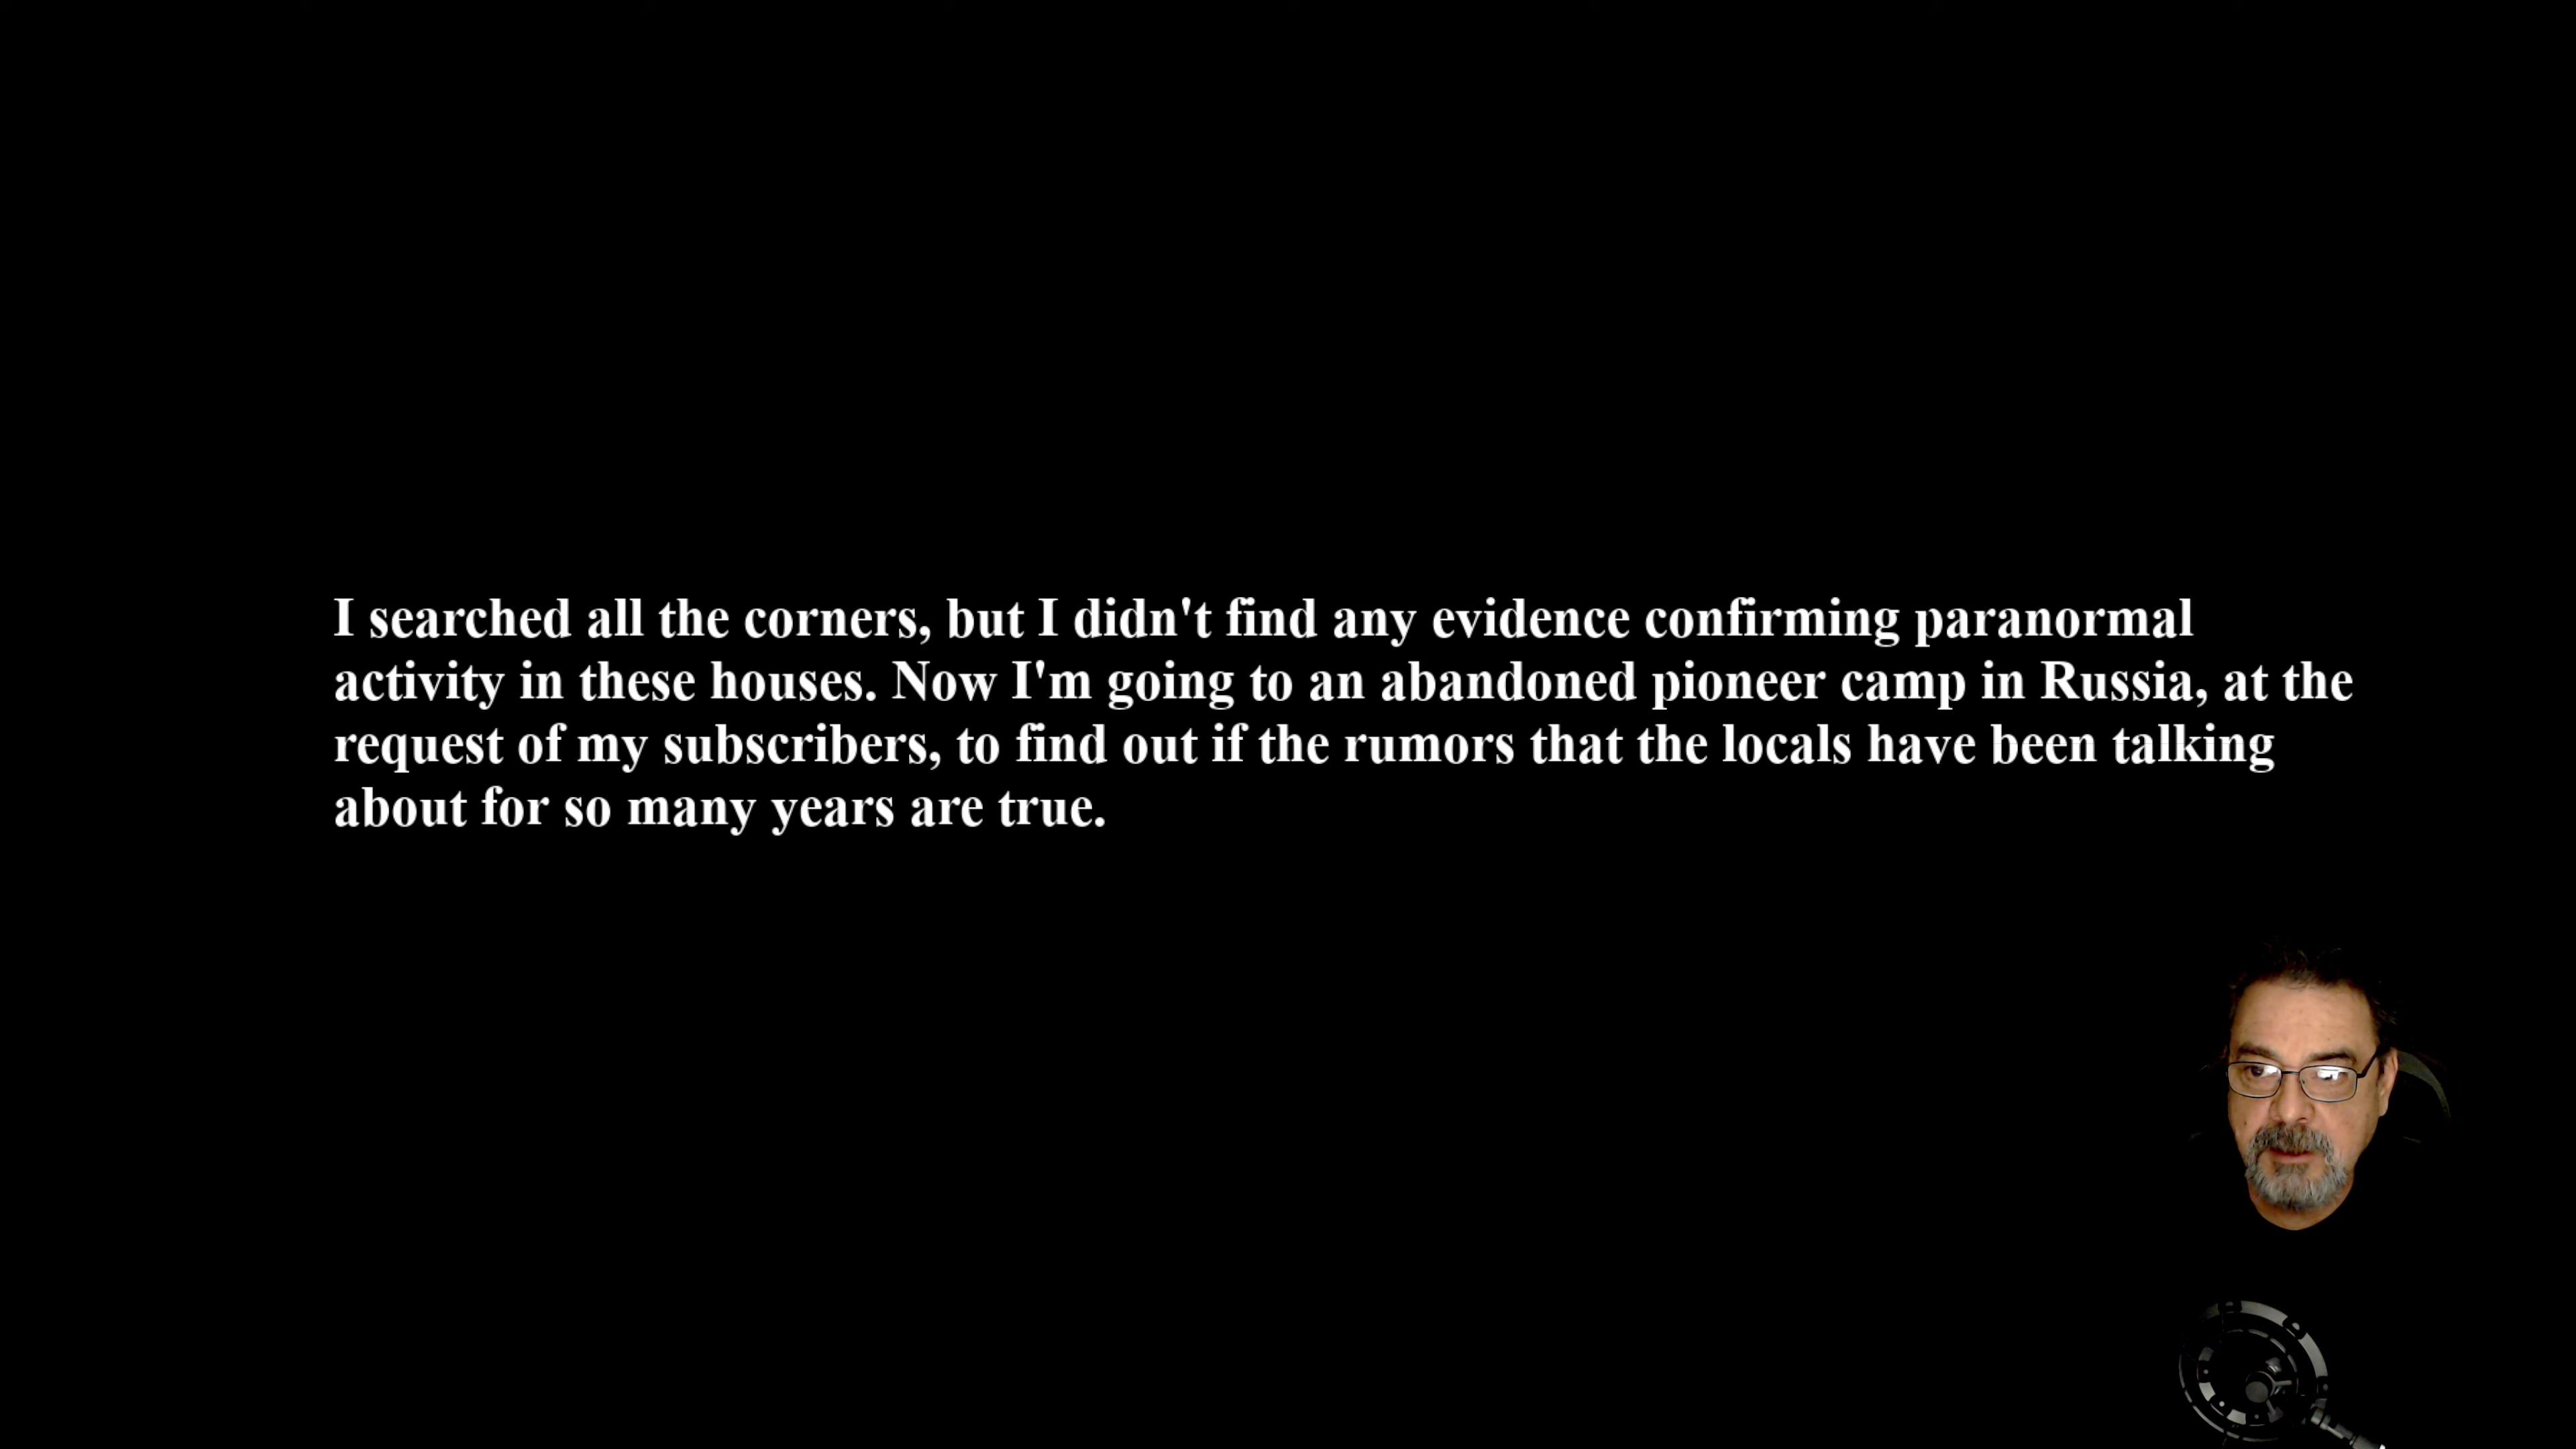 I searched all the corners, but I didn't find any evidence confirming paranormal
activity in these houses. Now I'm going to an abandoned pioneer camp in Russia, at the
request of my subscribers, to find out if the rumors that the locals have been talking
about for so many years are true.